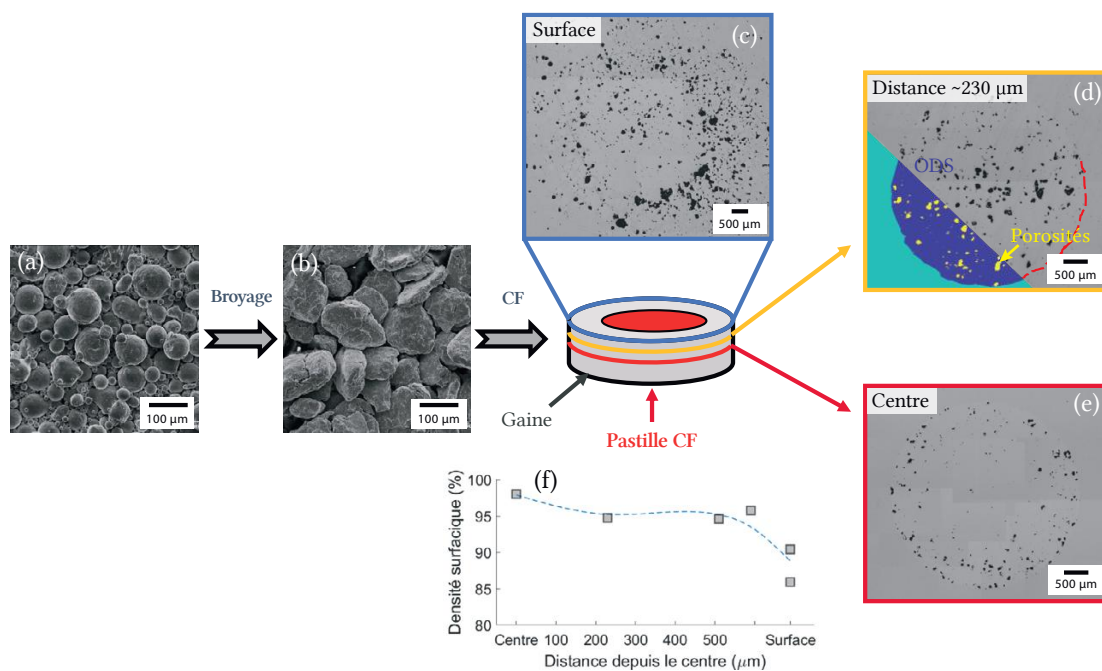 Surface
(c)
500 µm
Distance ~230 µm
(d)
ODS
Porosités
500 µm
(a)
100 µm
Broyage
(b)
100 µm
CF
Gaine
Pastille CF
Centre
(e)
500 µm
(f)
Densité surfacique (%)
100
95
90
85
80
Centre 100 200 300 400 500 Surface
Distance depuis le centre (µm)